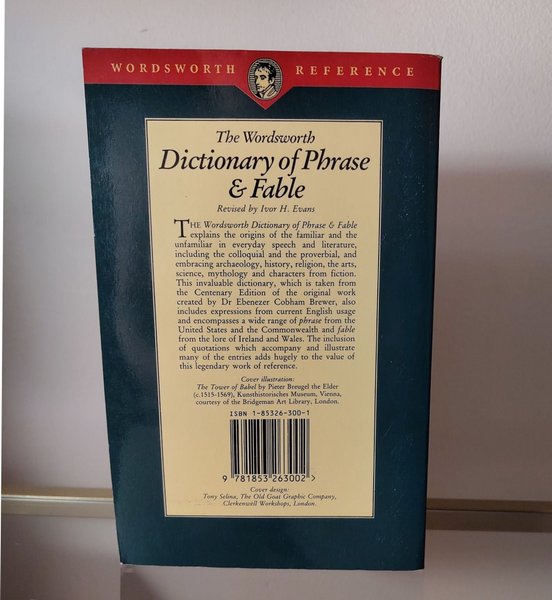 WORDSWORTH REFERENCE
The Wordsworth
Dictionary of Phrase
& Fable
Revised by Ivor H. Evans
THE Wordsworth Dictionary of Phrase & Fable
explains the origins of the familiar and the
unfamiliar in everyday speech and literature,
including the colloquial and the proverbial, and
embracing archaeology, history, religion, the arts,
science, mythology and characters from fiction.
This invaluable dictionary, which is taken from
the Centenary Edition of the original work
created by Dr Ebenezer Cobham Brewer, also
includes expressions from current English usage
and encompasses a wide range of phrase from the
United States and the Commonwealth and fable
from the lore of Ireland and Wales. The inclusion
of quotations which accompany and illustrate
many of the entries adds hugely to the value of
this legendary work of reference.
Cover illustration:
The Tower of Babel by Pieter Breugel the Elder
(c.1515-1569), Kunsthistorisches Museum, Vienna,
courtesy of the Bridgeman Art Library, London.
ISBN 1-85326-300-1
9 781853 263002 >
Cover design:
Tony Selina, The Old Goat Graphic Company,
Clerkenwell Workshops, London.